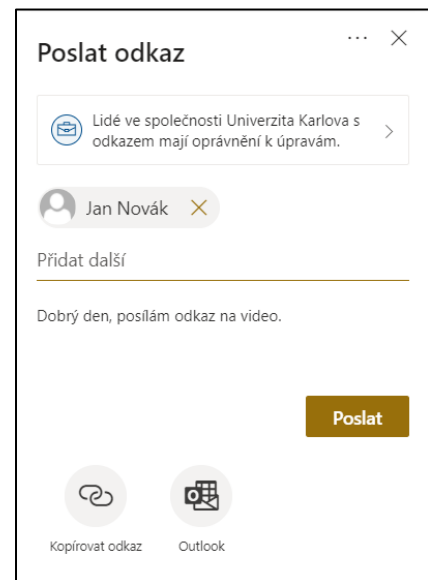 Poslat odkaz
Lidé ve společnosti Univerzita Karlova s
odkazem mají oprávnění k úpravám.
Jan Novák
Přidat další
Dobrý den, posílám odkaz na video.
Poslat
Kopírovat odkaz
Outlook